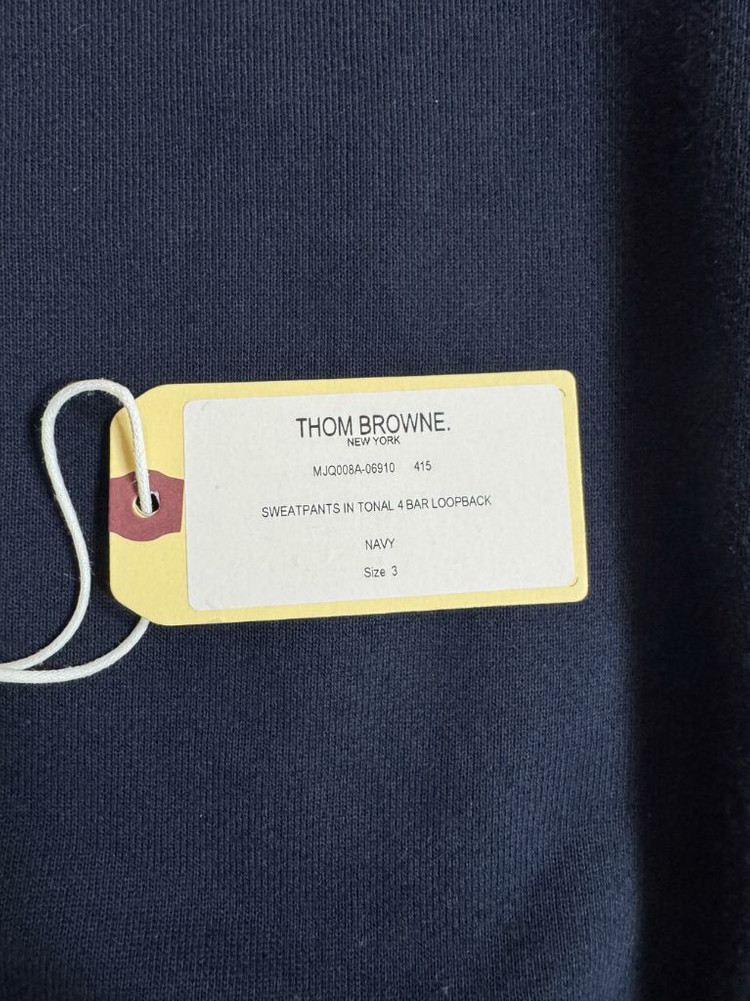 THOM BROWNE.
NEW YORK
MJQ008A-06910 415
SWEATPANTS IN TONAL 4 BAR LOOPBACK
NAVY
Size 3